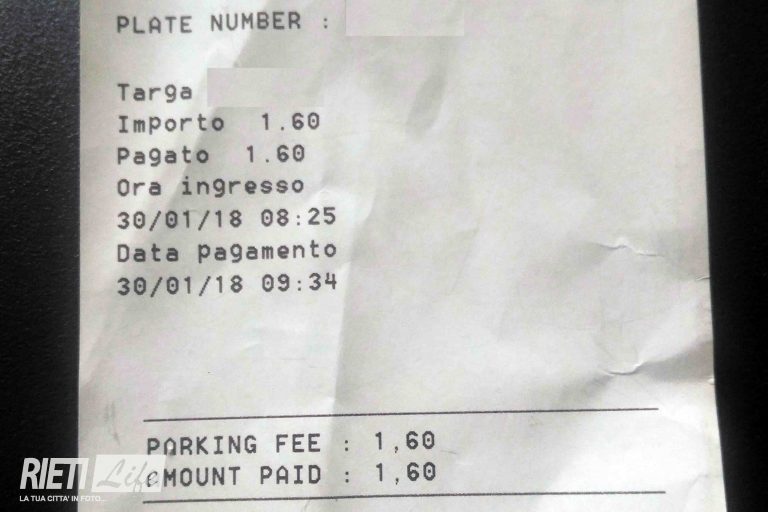 PLATE NUMBER :
Targa
Importo 1.60
Pagato 1.60
Ora ingresso
30/01/18 08:25
Data pagamento
30/01/18 09:34
PARKING FEE : 1,60
AMOUNT PAID : 1,60
RIETI Life
LA TUA CITTA' IN FOTO...